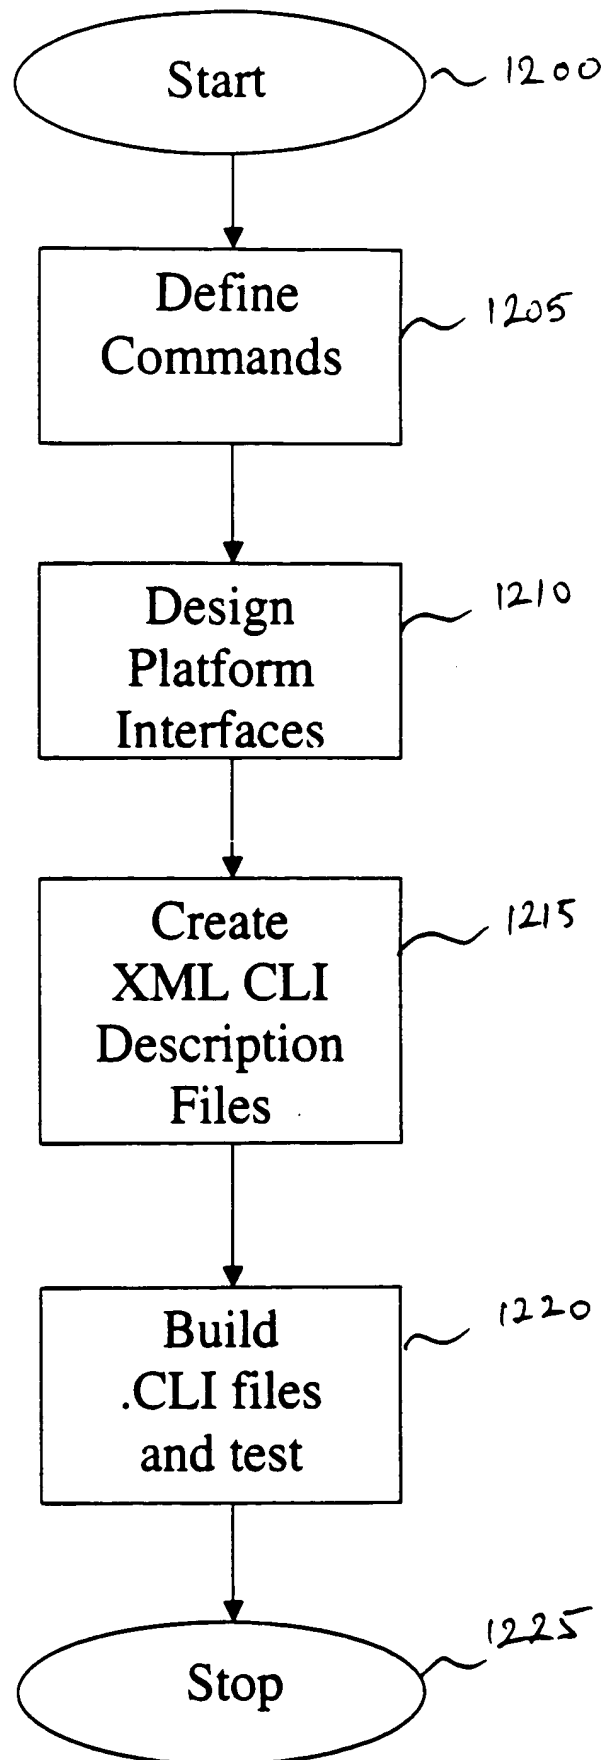 Start
1200
Define
Commands
1205
Design
Platform
Interfaces
1210
Create
XML CLI
Description
Files
1215
Build
.CLI files
and test
1220
Stop
1225